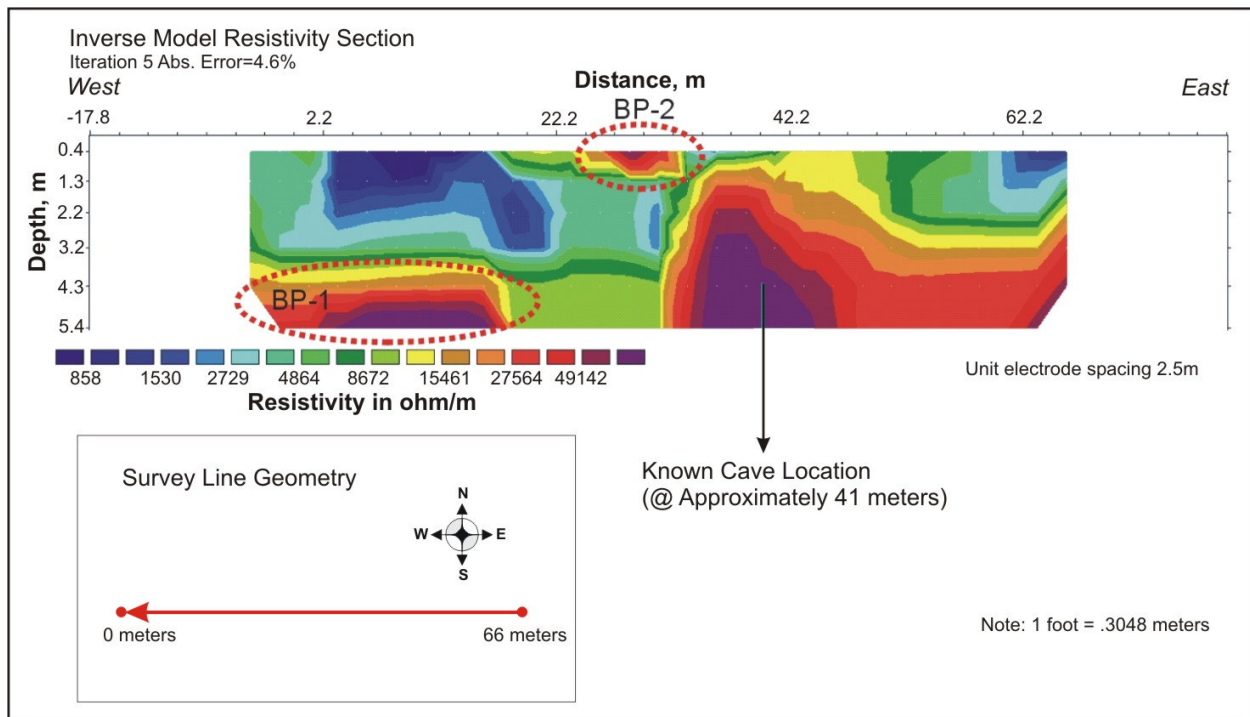 Inverse Model Resistivity Section
Iteration 5 Abs. Error=4.6%
West
Distance, m
East
-17.8 2.2 22.2 BP-2 42.2 62.2
0.4
1.3
2.2
3.2
4.3
5.4
Depth, m
BP-1
858 1530 2729 4864 8672 15461 27564 49142
Resistivity in ohm/m
Unit electrode spacing 2.5m
Known Cave Location
(@ Approximately 41 meters)
Survey Line Geometry
N
W E
S
0 meters 66 meters
Note: 1 foot = .3048 meters